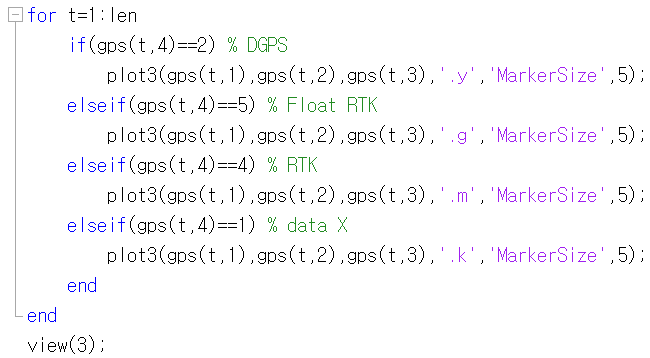 for t=1:len
if(gps(t,4)==2) % DGPS
plot3(gps(t,1),gps(t,2),gps(t,3),'.y','MarkerSize',5);
elseif(gps(t,4)==5) % Float RTK
plot3(gps(t,1),gps(t,2),gps(t,3),'.g','MarkerSize',5);
elseif(gps(t,4)==4) % RTK
plot3(gps(t,1),gps(t,2),gps(t,3),'.m','MarkerSize',5);
elseif(gps(t,4)==1) % data X
plot3(gps(t,1),gps(t,2),gps(t,3),'.k','MarkerSize',5);
end
end
view(3);